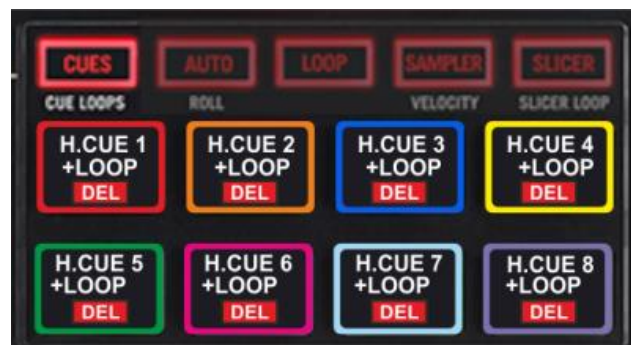 CUES AUTO LOOP SAMPLER SLICER
CUE LOOPS ROLL VELOCITY SLICER LOOP
H.CUE 1 H.CUE 2 H.CUE 3 H.CUE 4
+LOOP +LOOP +LOOP +LOOP
DEL DEL DEL DEL
H.CUE 5 H.CUE 6 H.CUE 7 H.CUE 8
+LOOP +LOOP +LOOP +LOOP
DEL DEL DEL DEL